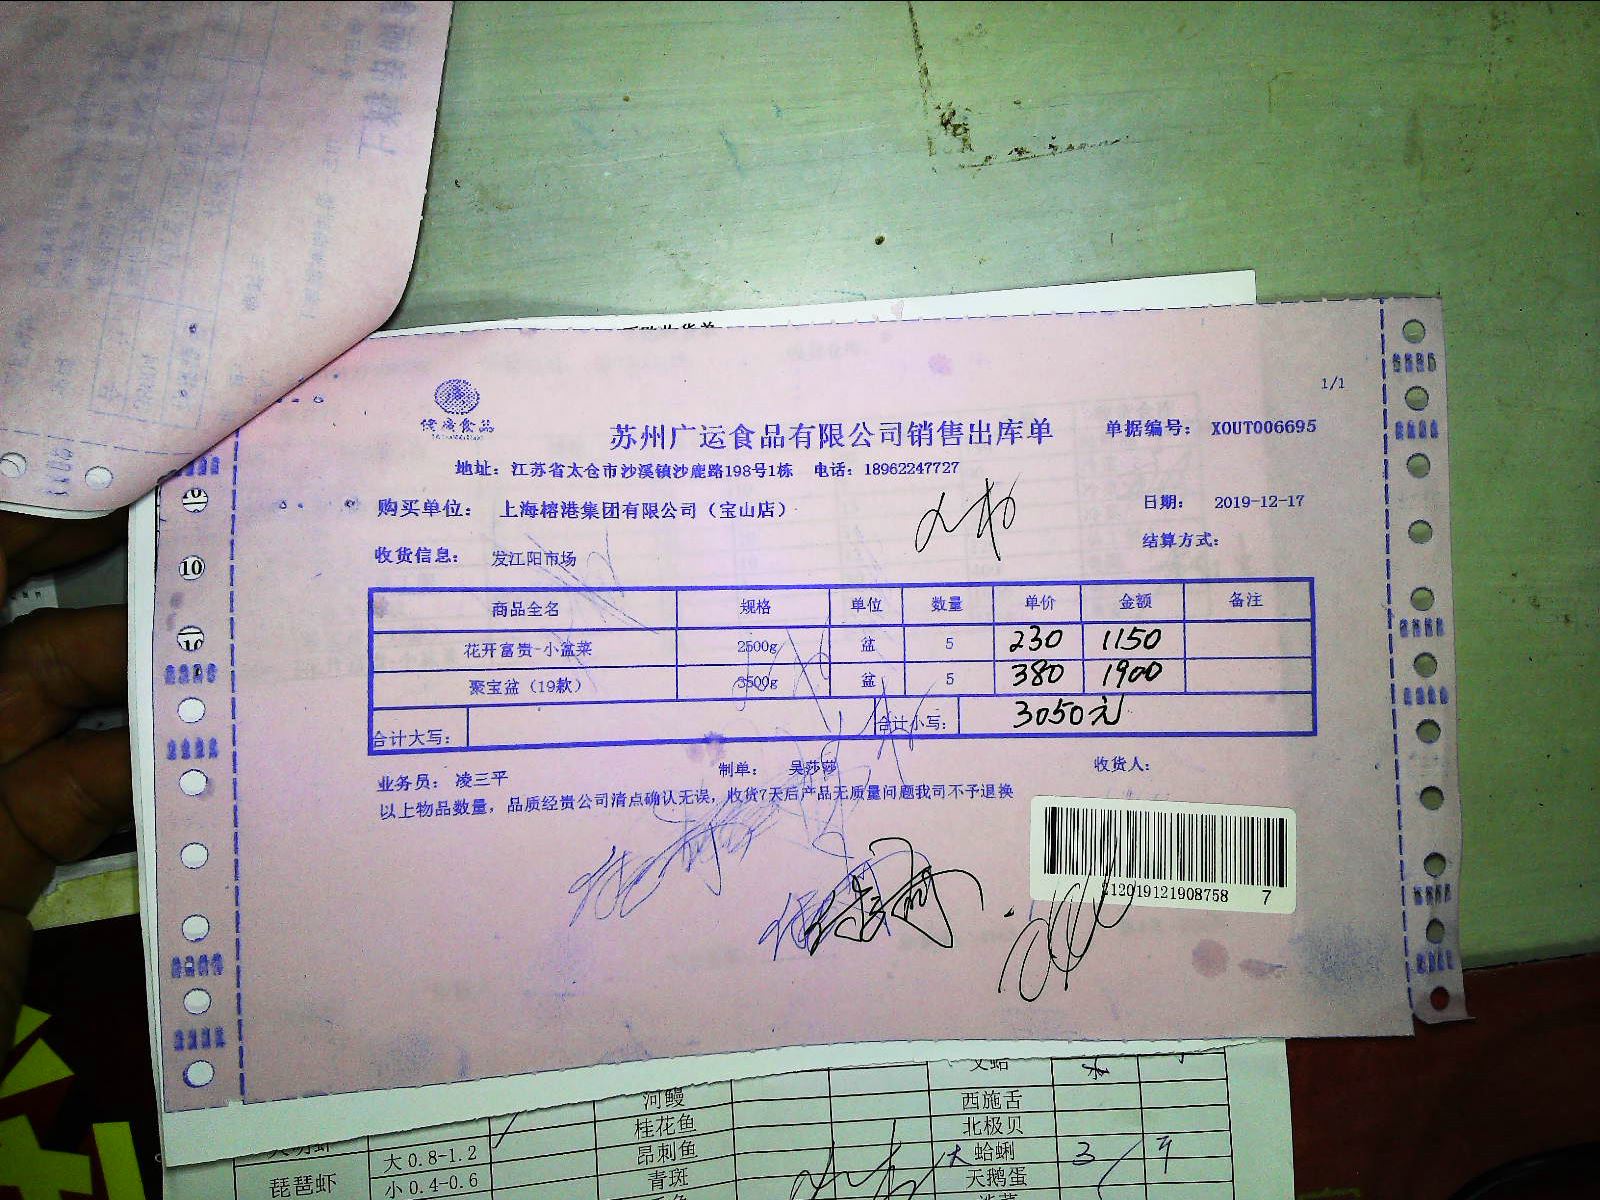 1/1
苏州广运食品有限公司销售出库单 单据编号: XOUT006695
地址: 江苏省太仓市沙溪镇沙鹿路198号1栋 电话: 18962247727
购买单位: 上海榕港集团有限公司（宝山店） 日期: 2019-12-17
收货信息: 发江阳市场 结算方式:
商品全名 规格 单位 数量 单价 金额 备注
花开富贵-小盆菜 2500g 盆 5 230 1150
聚宝盆（19款） 3500g 盆 5 380 1900
合计大写: 合计小写: 3050元
业务员: 凌三平 制单: 吴莎莎 收货人:
以上物品数量，品质经贵公司清点确认无误，收货7天后产品无质量问题我司不予退换
212019121908758 7
10
文蛤
河鳗 西施舌
桂花鱼 北极贝
大0.8-1.2 昂刺鱼 大 蛤蜊 3
琵琶虾 小0.4-0.6 青斑 天鹅蛋